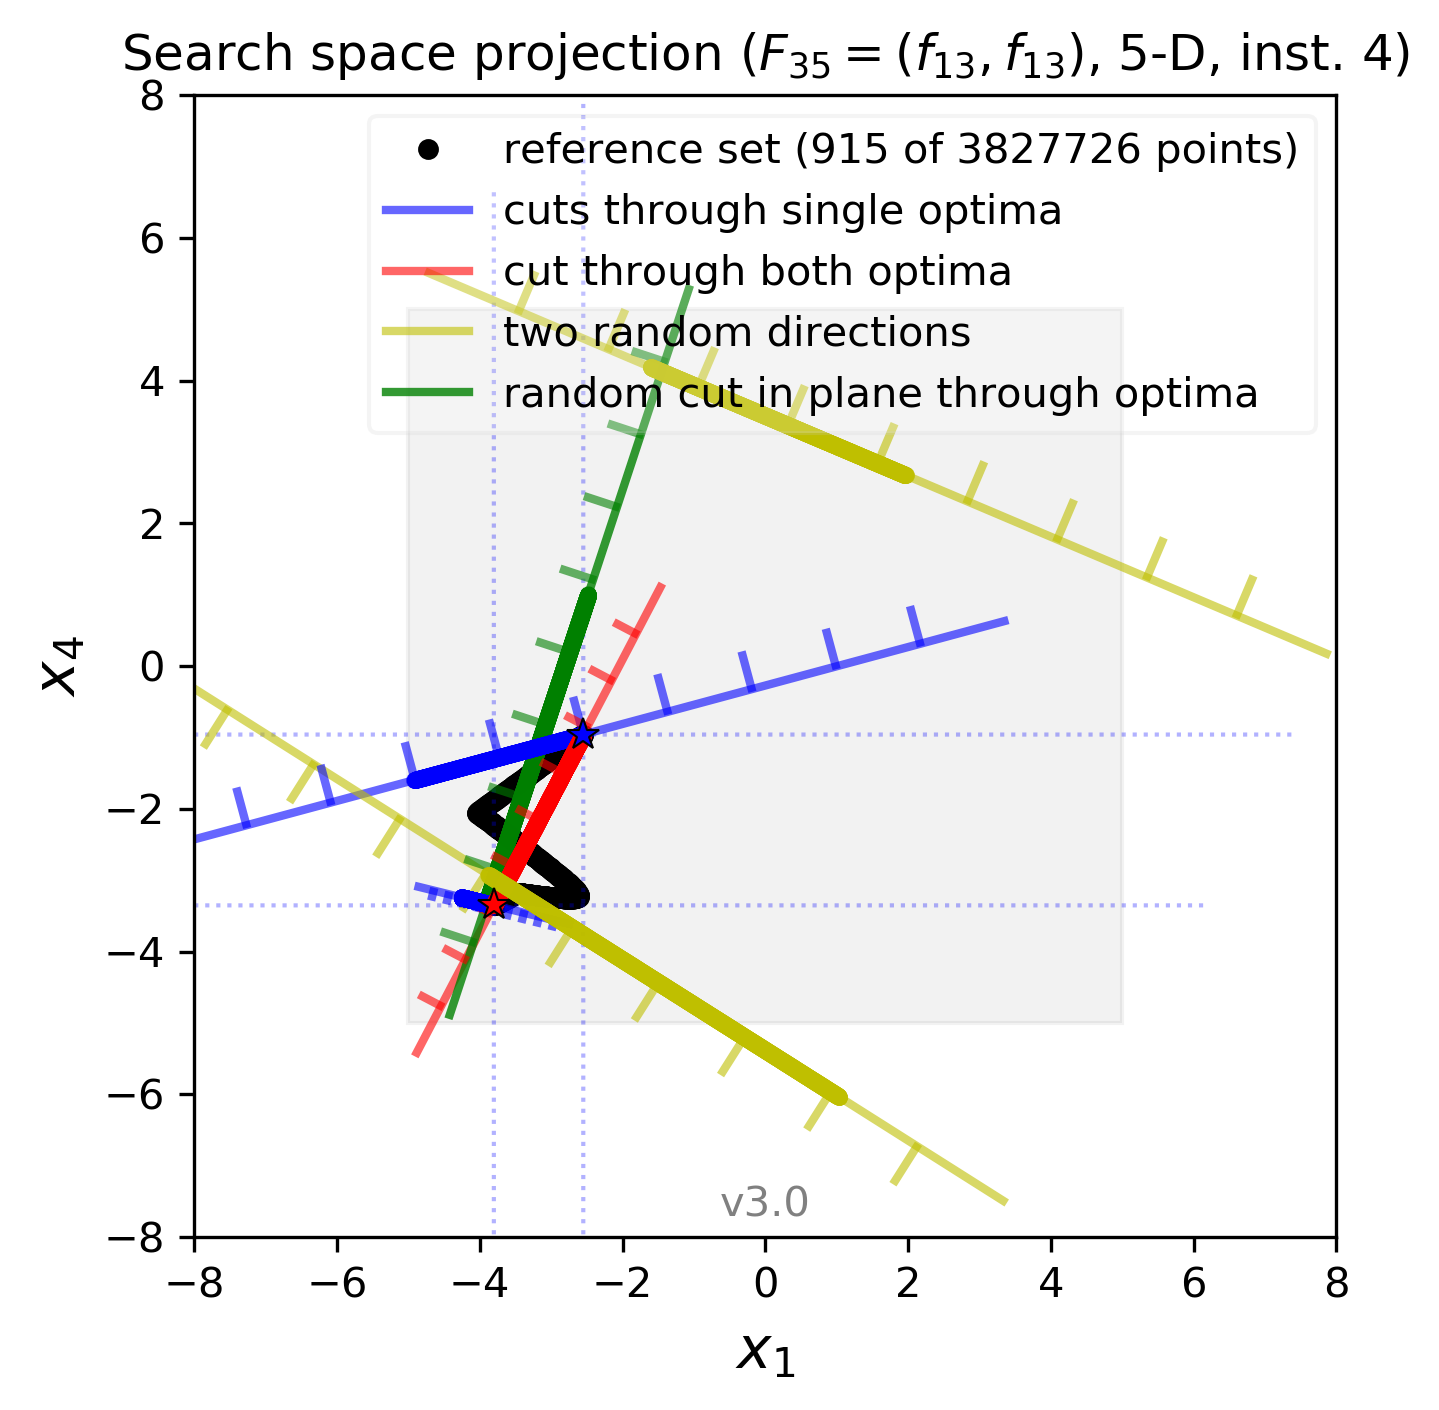 Search space projection (F₃₅ = (f₁₃, f₁₃), 5-D, inst. 4)
reference set (915 of 3827726 points)
cuts through single optima
cut through both optima
two random directions
random cut in plane through optima
8
6
4
2
0
−2
−4
−6
−8
x₄
v3.0
−8 −6 −4 −2 0 2 4 6 8
x₁